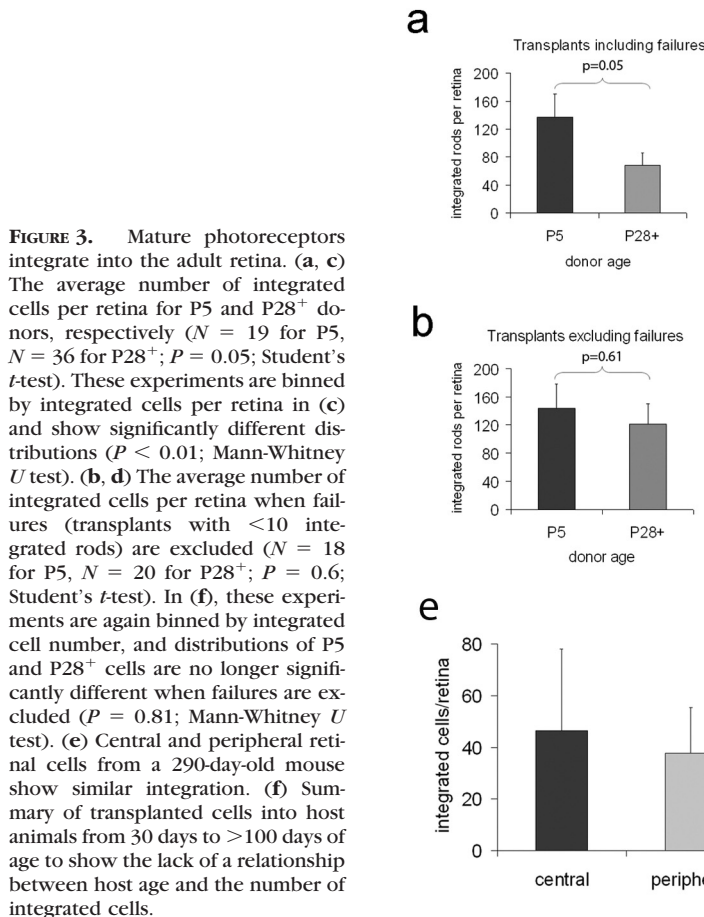 FIGURE 3. Mature photoreceptors
integrate into the adult retina. (a, c)
The average number of integrated
cells per retina for P5 and P28+ do-
nors, respectively (N = 19 for P5,
N = 36 for P28+; P = 0.05; Student's
t-test). These experiments are binned
by integrated cells per retina in (c)
and show significantly different dis-
tributions (P < 0.01; Mann-Whitney
U test). (b, d) The average number of
integrated cells per retina when fail-
ures (transplants with <10 inte-
grated rods) are excluded (N = 18
for P5, N = 20 for P28+; P = 0.6;
Student's t-test). In (f), these experi-
ments are again binned by integrated
cell number, and distributions of P5
and P28+ cells are no longer signifi-
cantly different when failures are ex-
cluded (P = 0.81; Mann-Whitney U
test). (e) Central and peripheral reti-
nal cells from a 290-day-old mouse
show similar integration. (f) Sum-
mary of transplanted cells into host
animals from 30 days to >100 days of
age to show the lack of a relationship
between host age and the number of
integrated cells.
a
Transplants including failures
p=0.05
integrated rods per retina
200
160
120
80
40
0
P5 P28+
donor age
b
Transplants excluding failures
p=0.61
integrated rods per retina
200
160
120
80
40
0
P5 P28+
donor age
e
integrated cells/retina
80
60
40
20
0
central periphe